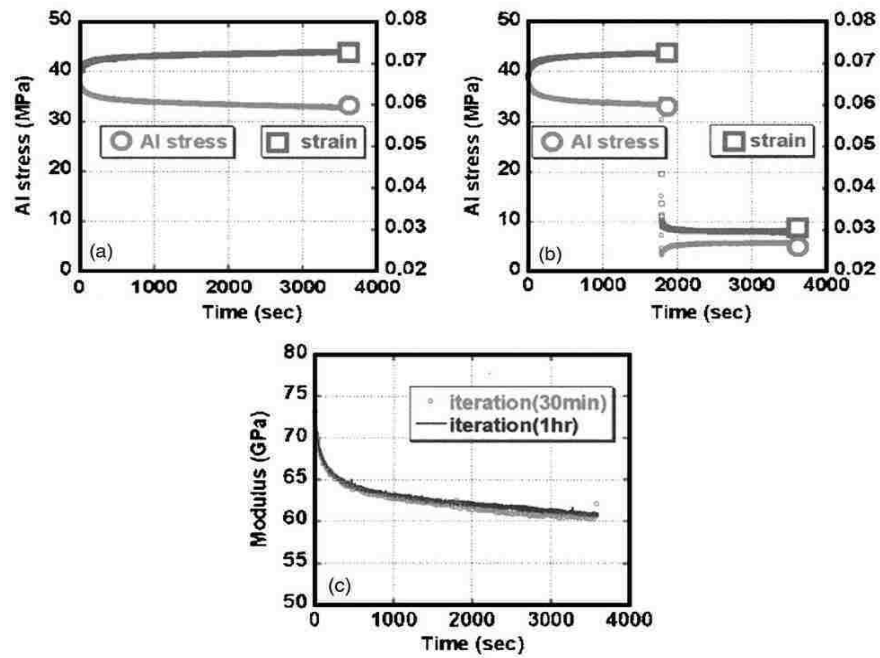 50
40
30
20
10
0
Al stress (MPa)
0.08
0.07
0.06
0.05
0.04
0.03
0.02
Al stress
strain
(a)
0 1000 2000 3000 4000
Time (sec)
50
40
30
20
10
0
Al stress (MPa)
0.08
0.07
0.06
0.05
0.04
0.03
0.02
Al stress
strain
(b)
0 1000 2000 3000 4000
Time (sec)
80
75
70
65
60
55
50
Modulus (GPa)
iteration(30min)
iteration(1hr)
(c)
0 1000 2000 3000 4000
Time (sec)